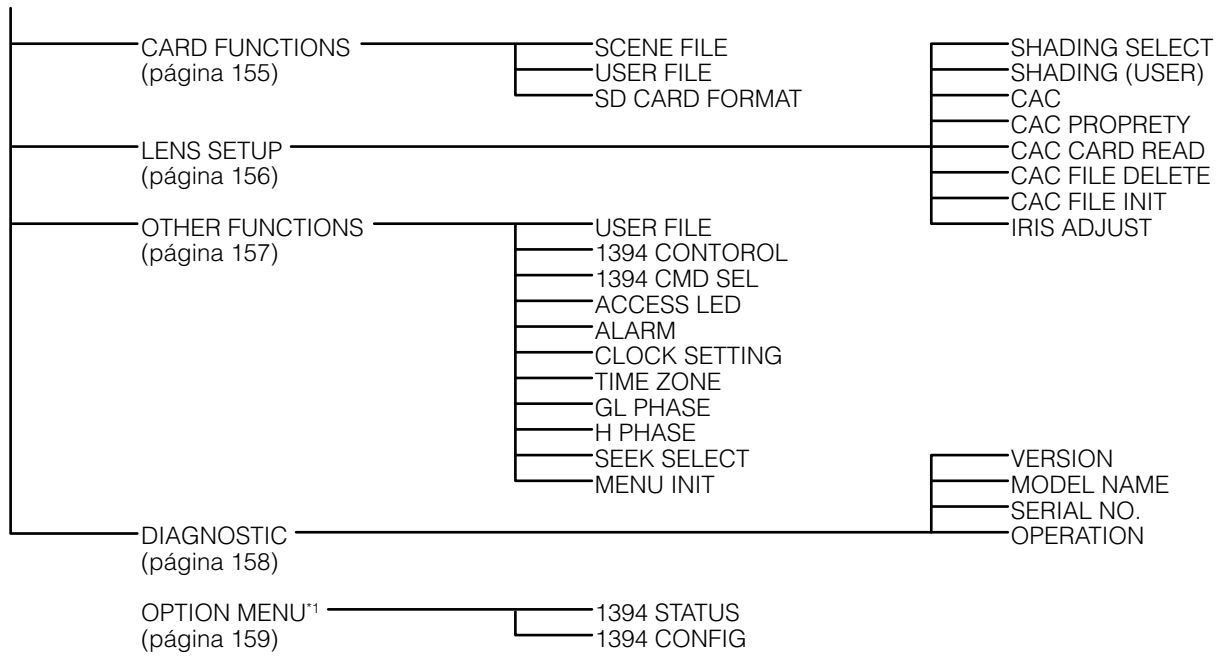 CARD FUNCTIONS
(página 155)
SCENE FILE
USER FILE
SD CARD FORMAT
LENS SETUP
(página 156)
SHADING SELECT
SHADING (USER)
CAC
CAC PROPRETY
CAC CARD READ
CAC FILE DELETE
CAC FILE INIT
IRIS ADJUST
OTHER FUNCTIONS
(página 157)
USER FILE
1394 CONTOROL
1394 CMD SEL
ACCESS LED
ALARM
CLOCK SETTING
TIME ZONE
GL PHASE
H PHASE
SEEK SELECT
MENU INIT
DIAGNOSTIC
(página 158)
VERSION
MODEL NAME
SERIAL NO.
OPERATION
OPTION MENU*1
(página 159)
1394 STATUS
1394 CONFIG